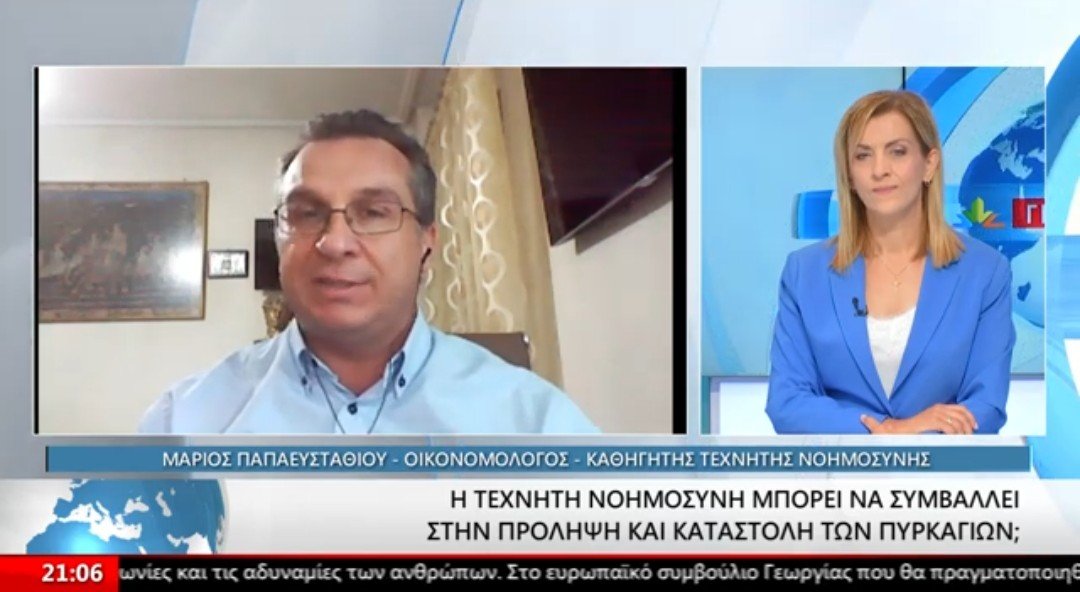 ΜΑΡΙΟΣ ΠΑΠΑΕΥΣΤΑΘΙΟΥ - ΟΙΚΟΝΟΜΟΛΟΓΟΣ - ΚΑΘΗΓΗΤΗΣ ΤΕΧΝΗΤΗΣ ΝΟΗΜΟΣΥΝΗΣ
Η ΤΕΧΝΗΤΗ ΝΟΗΜΟΣΥΝΗ ΜΠΟΡΕΙ ΝΑ ΣΥΜΒΑΛΛΕΙ
ΣΤΗΝ ΠΡΟΛΗΨΗ ΚΑΙ ΚΑΤΑΣΤΟΛΗ ΤΩΝ ΠΥΡΚΑΓΙΩΝ;
21:06 ωνίες και τις αδυναμίες των ανθρώπων. Στο ευρωπαϊκό συμβούλιο Γεωργίας που θα πραγματοποιηθ